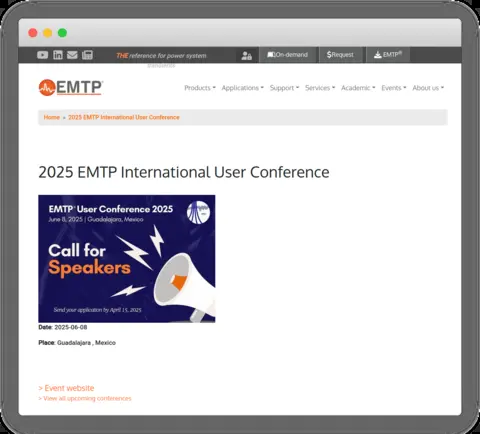 THE reference for power system
transients
On-demand
$Request
EMTP®
EMTP®
Products
Applications
Support
Services
Academic
Events
About us
Home » 2025 EMTP International User Conference
2025 EMTP International User Conference
EMTP® User Conference 2025
June 8, 2025 | Guadalajara, Mexico
Call for
Speakers
Send your application by April 15, 2025
Date: 2025-06-08
Place: Guadalajara , Mexico
> Event website
> View all upcoming conferences